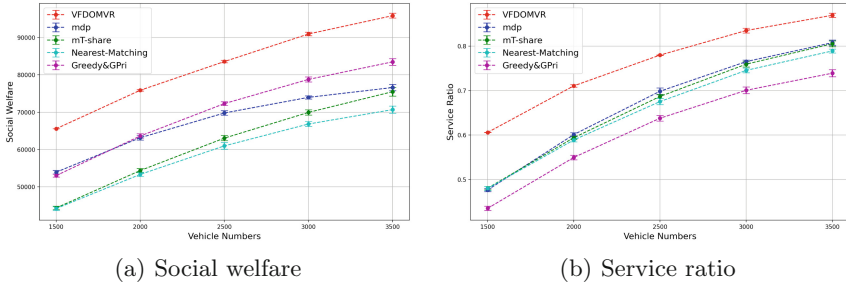 VFDOMVR
mdp
mT-share
Nearest-Matching
Greedy&GPri
90000
80000
70000
60000
50000
Social Welfare
1500 2000 2500 3000 3500
Vehicle Numbers
(a) Social welfare
VFDOMVR
mdp
mT-share
Nearest-Matching
Greedy&GPri
0.8
0.7
0.6
0.5
Service Ratio
1500 2000 2500 3000 3500
Vehicle Numbers
(b) Service ratio